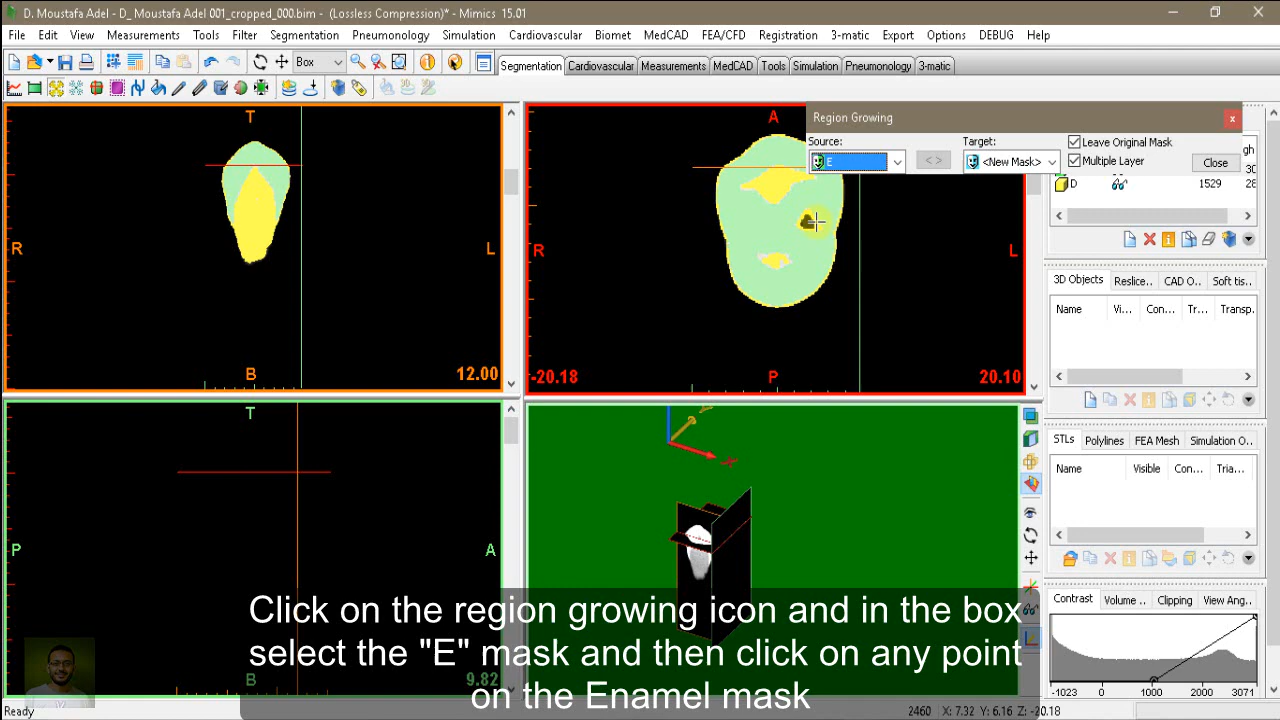 D. Moustafa Adel - D_ Moustafa Adel 001_cropped_000.bim - (Lossless Compression)* - Mimics 15.01
File Edit View Measurements Tools Filter Segmentation Pneumonology Simulation Cardiovascular Biomet MedCAD FEA/CFD Registration 3-matic Export Options DEBUG Help
Box
Segmentation Cardiovascular Measurements MedCAD Tools Simulation Pneumonology 3-matic
T
R
L
B
12.00
A
R
L
-20.18
P
20.10
Region Growing
Source:
Target:
E
< >
<New Mask>
Leave Original Mask
Multiple Layer
Close
D 1529 28
3D Objects Reslice.. CAD O.. Soft tis..
Name Vi... Con... Tr... Transp.
T
P
A
B
9.82
STLs Polylines FEA Mesh Simulation O..
Name Visible Con... Tria...
Contrast Volume .. Clipping View Ang..
-1023 0 1000 2000 3071
Click on the region growing icon and in the box
select the "E" mask and then click on any point
on the Enamel mask
Ready
2460 X: 7.32 Y: 6.16 Z: -20.18